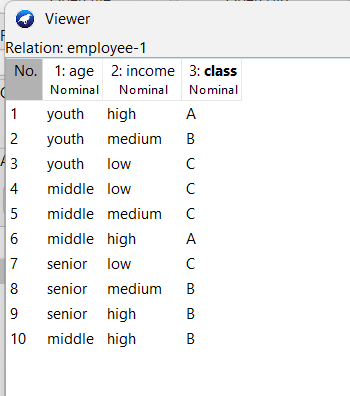 Viewer
Relation: employee-1
No. 1: age 2: income 3: class
Nominal Nominal Nominal
1 youth high A
2 youth medium B
3 youth low C
4 middle low C
5 middle medium C
6 middle high A
7 senior low C
8 senior medium B
9 senior high B
10 middle high B